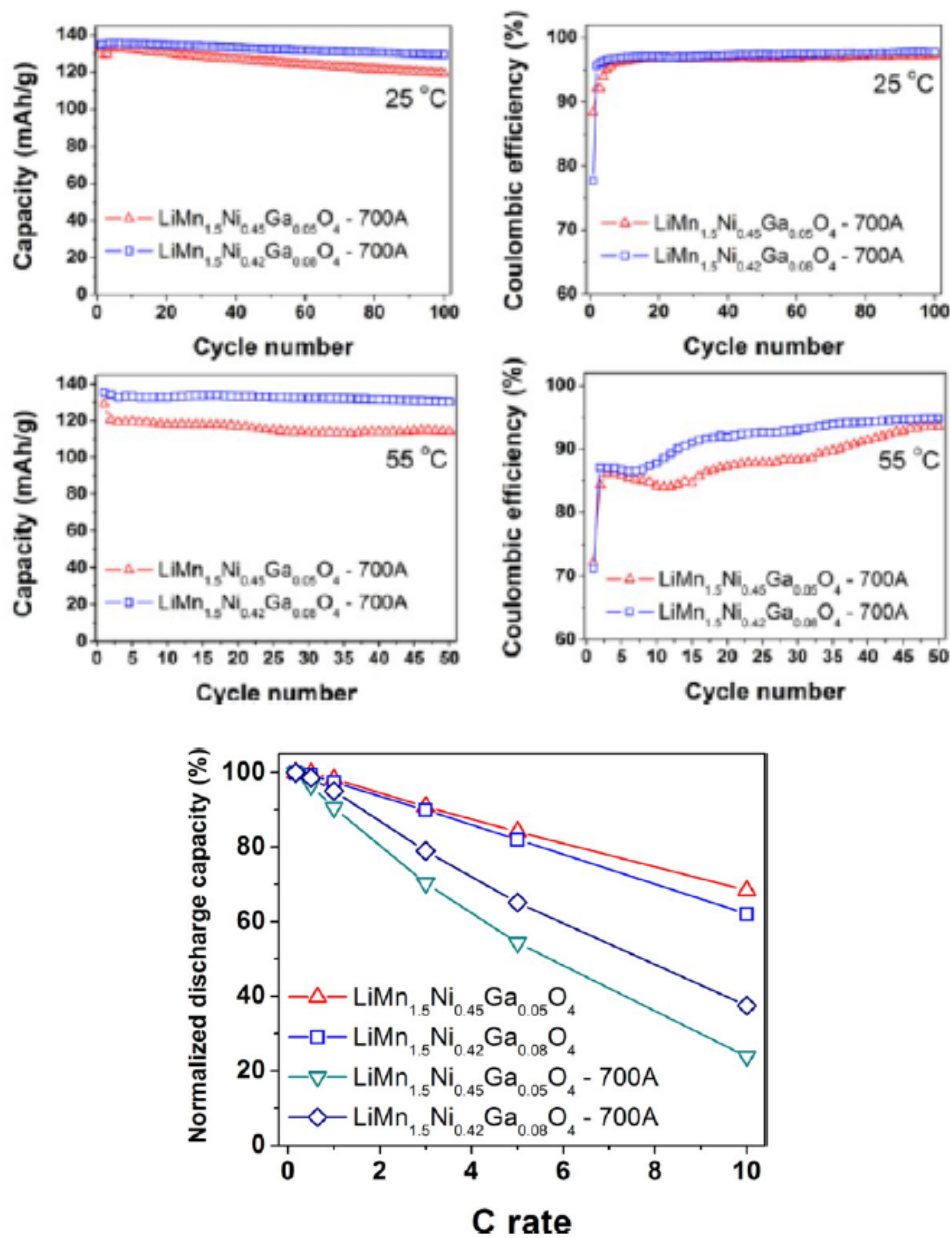 Capacity (mAh/g)
140
120
100
80
60
40
20
0
25 °C
LiMn₁.₅Ni₀.₄₅Ga₀.₀₅O₄ - 700A
LiMn₁.₅Ni₀.₄₂Ga₀.₀₈O₄ - 700A
0 20 40 60 80 100
Cycle number
Coulombic efficiency (%)
100
90
80
70
60
25 °C
LiMn₁.₅Ni₀.₄₅Ga₀.₀₅O₄ - 700A
LiMn₁.₅Ni₀.₄₂Ga₀.₀₈O₄ - 700A
0 20 40 60 80 100
Cycle number
Capacity (mAh/g)
140
120
100
80
60
40
20
0
55 °C
LiMn₁.₅Ni₀.₄₅Ga₀.₀₅O₄ - 700A
LiMn₁.₅Ni₀.₄₂Ga₀.₀₈O₄ - 700A
0 5 10 15 20 25 30 35 40 45 50
Cycle number
Coulombic efficiency (%)
100
90
80
70
60
55 °C
LiMn₁.₅Ni₀.₄₅Ga₀.₀₅O₄ - 700A
LiMn₁.₅Ni₀.₄₂Ga₀.₀₈O₄ - 700A
0 5 10 15 20 25 30 35 40 45 50
Cycle number
Normalized discharge capacity (%)
100
80
60
40
20
0
LiMn₁.₅Ni₀.₄₅Ga₀.₀₅O₄
LiMn₁.₅Ni₀.₄₂Ga₀.₀₈O₄
LiMn₁.₅Ni₀.₄₅Ga₀.₀₅O₄ - 700A
LiMn₁.₅Ni₀.₄₂Ga₀.₀₈O₄ - 700A
0 2 4 6 8 10
C rate